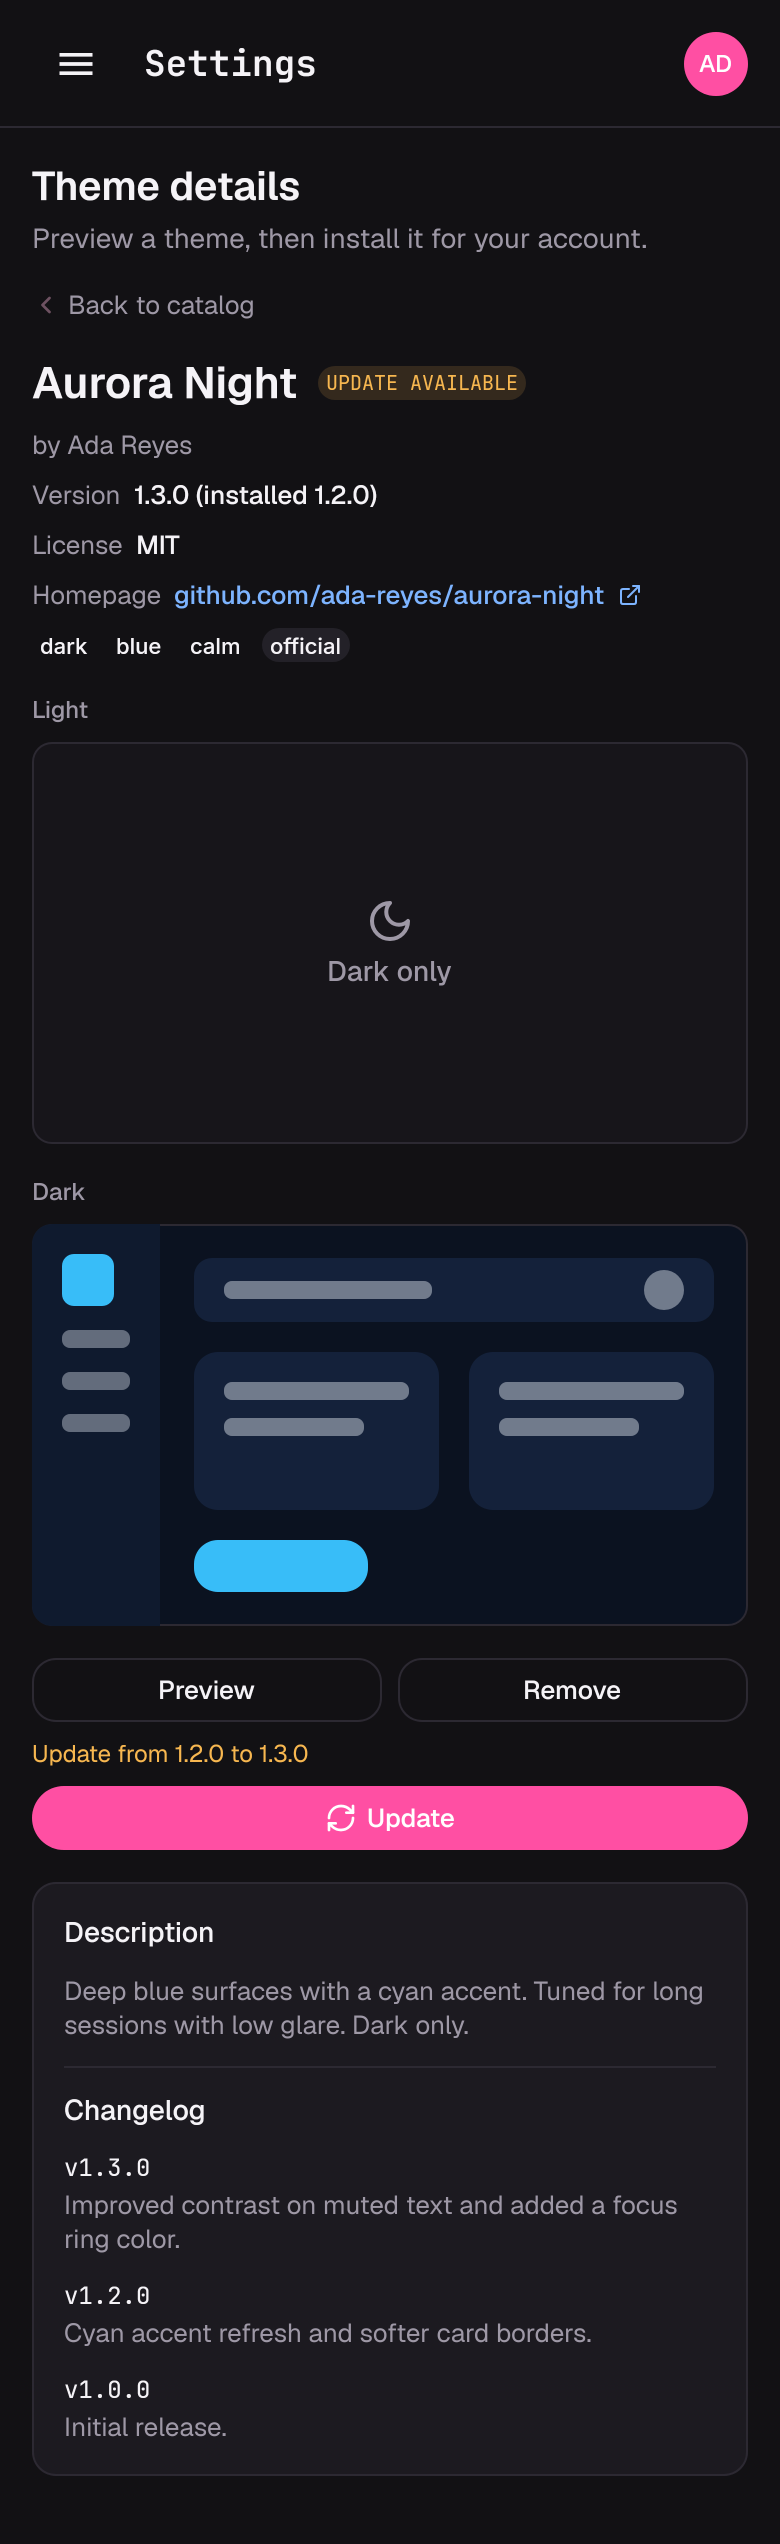 Settings
AD
Theme details
Preview a theme, then install it for your account.
Back to catalog
Aurora Night UPDATE AVAILABLE
by Ada Reyes
Version 1.3.0 (installed 1.2.0)
License MIT
Homepage github.com/ada-reyes/aurora-night
dark blue calm official
Light
Dark only
Dark
Preview Remove
Update from 1.2.0 to 1.3.0
Update
Description
Deep blue surfaces with a cyan accent. Tuned for long
sessions with low glare. Dark only.
Changelog
v1.3.0
Improved contrast on muted text and added a focus
ring color.
v1.2.0
Cyan accent refresh and softer card borders.
v1.0.0
Initial release.